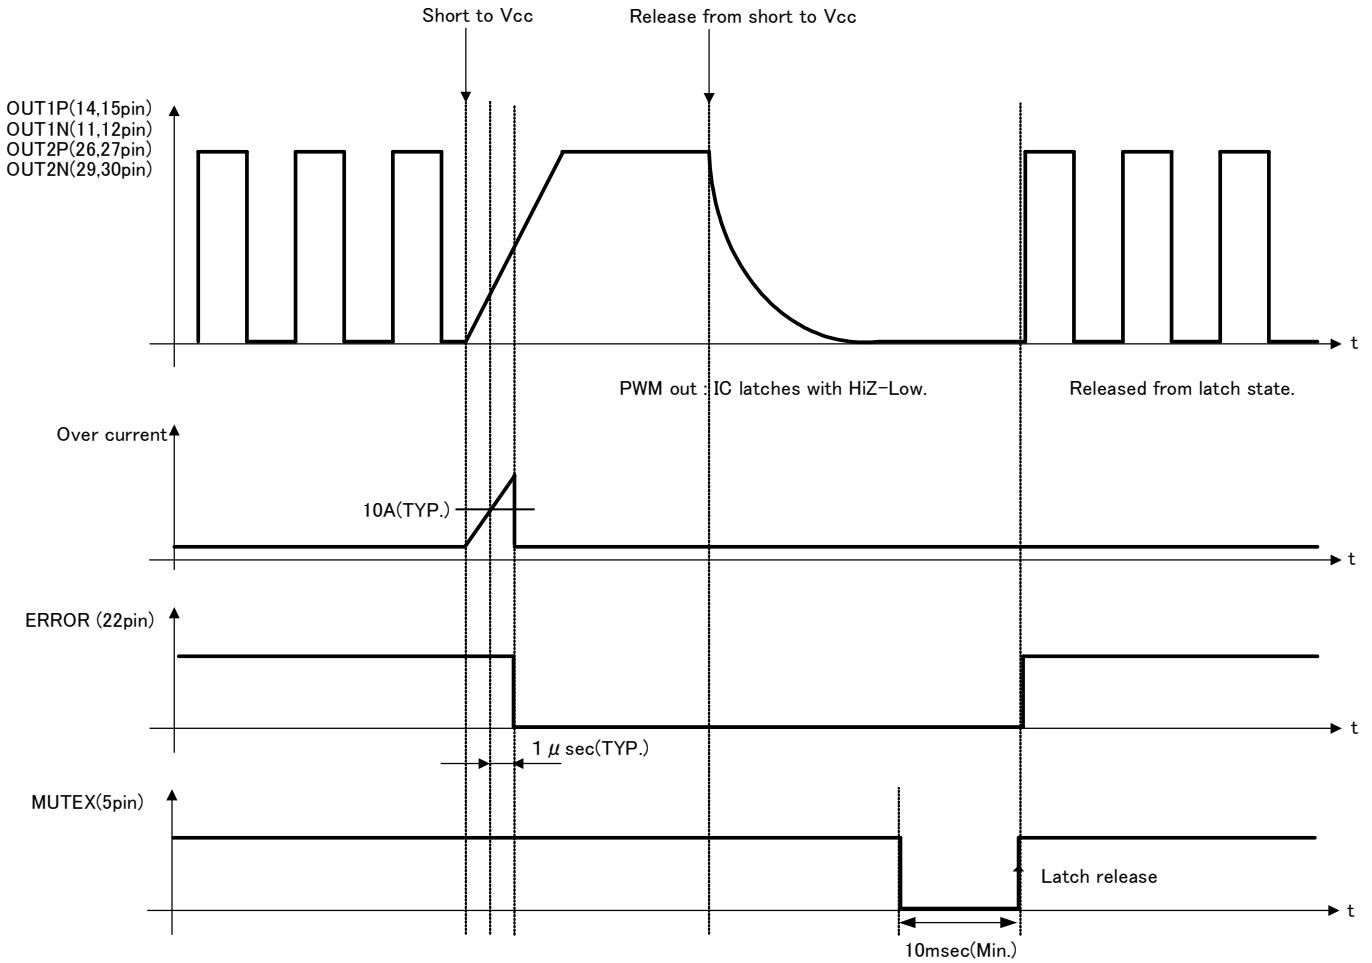 Short to Vcc
Release from short to Vcc
OUT1P(14,15pin)
OUT1N(11,12pin)
OUT2P(26,27pin)
OUT2N(29,30pin)
t
PWM out : IC latches with HiZ-Low.
Released from latch state.
Over current
10A(TYP.)
t
ERROR (22pin)
t
1 μ sec(TYP.)
MUTEX(5pin)
Latch release
t
10msec(Min.)